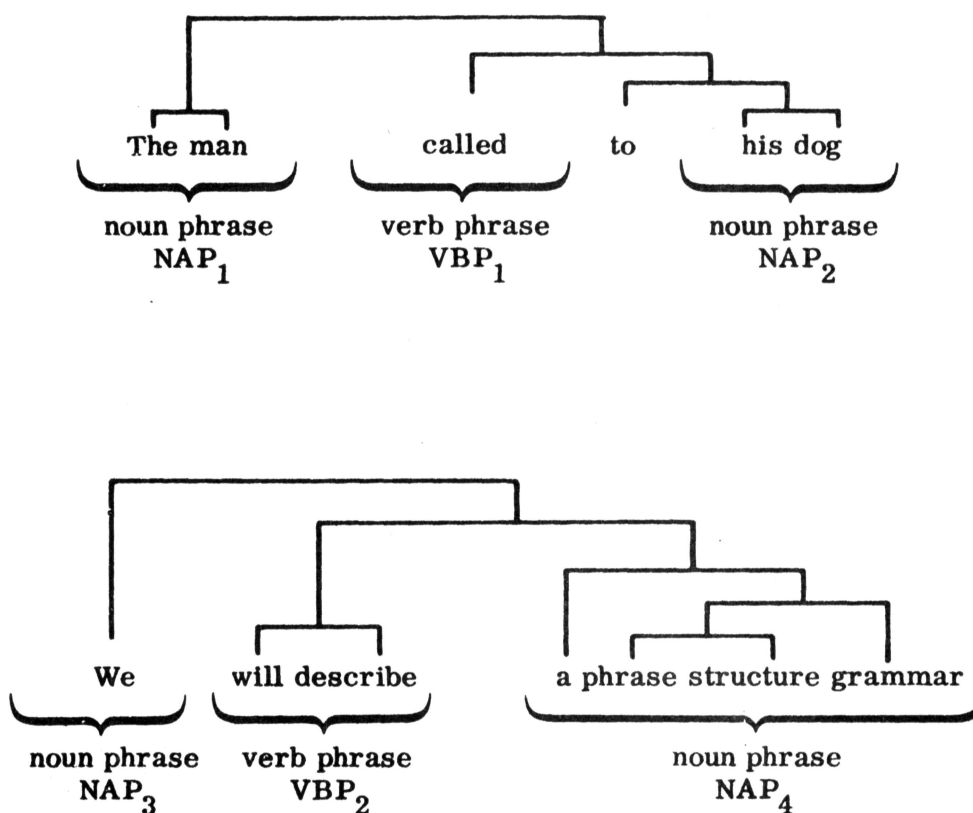 The man called to his dog
noun phrase verb phrase noun phrase
NAP₁ VBP₁ NAP₂
We will describe a phrase structure grammar
noun phrase verb phrase noun phrase
NAP₃ VBP₂ NAP₄